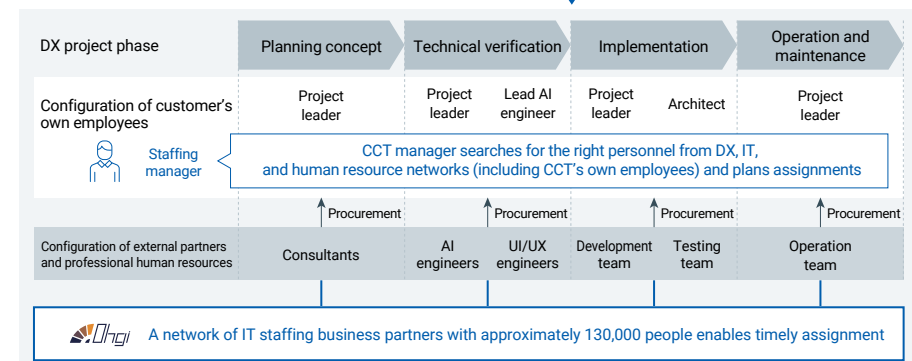 DX project phase
Planning concept
Technical verification
Implementation
Operation and
maintenance
Configuration of customer's
own employees
Project
leader
Project
leader
Lead AI
engineer
Project
leader
Architect
Project
leader
Staffing
manager
CCT manager searches for the right personnel from DX, IT,
and human resource networks (including CCT's own employees) and plans assignments
Procurement
Procurement
Procurement
Procurement
Configuration of external partners
and professional human resources
Consultants
AI
engineers
UI/UX
engineers
Development
team
Testing
team
Operation
team
Ohgi
A network of IT staffing business partners with approximately 130,000 people enables timely assignment